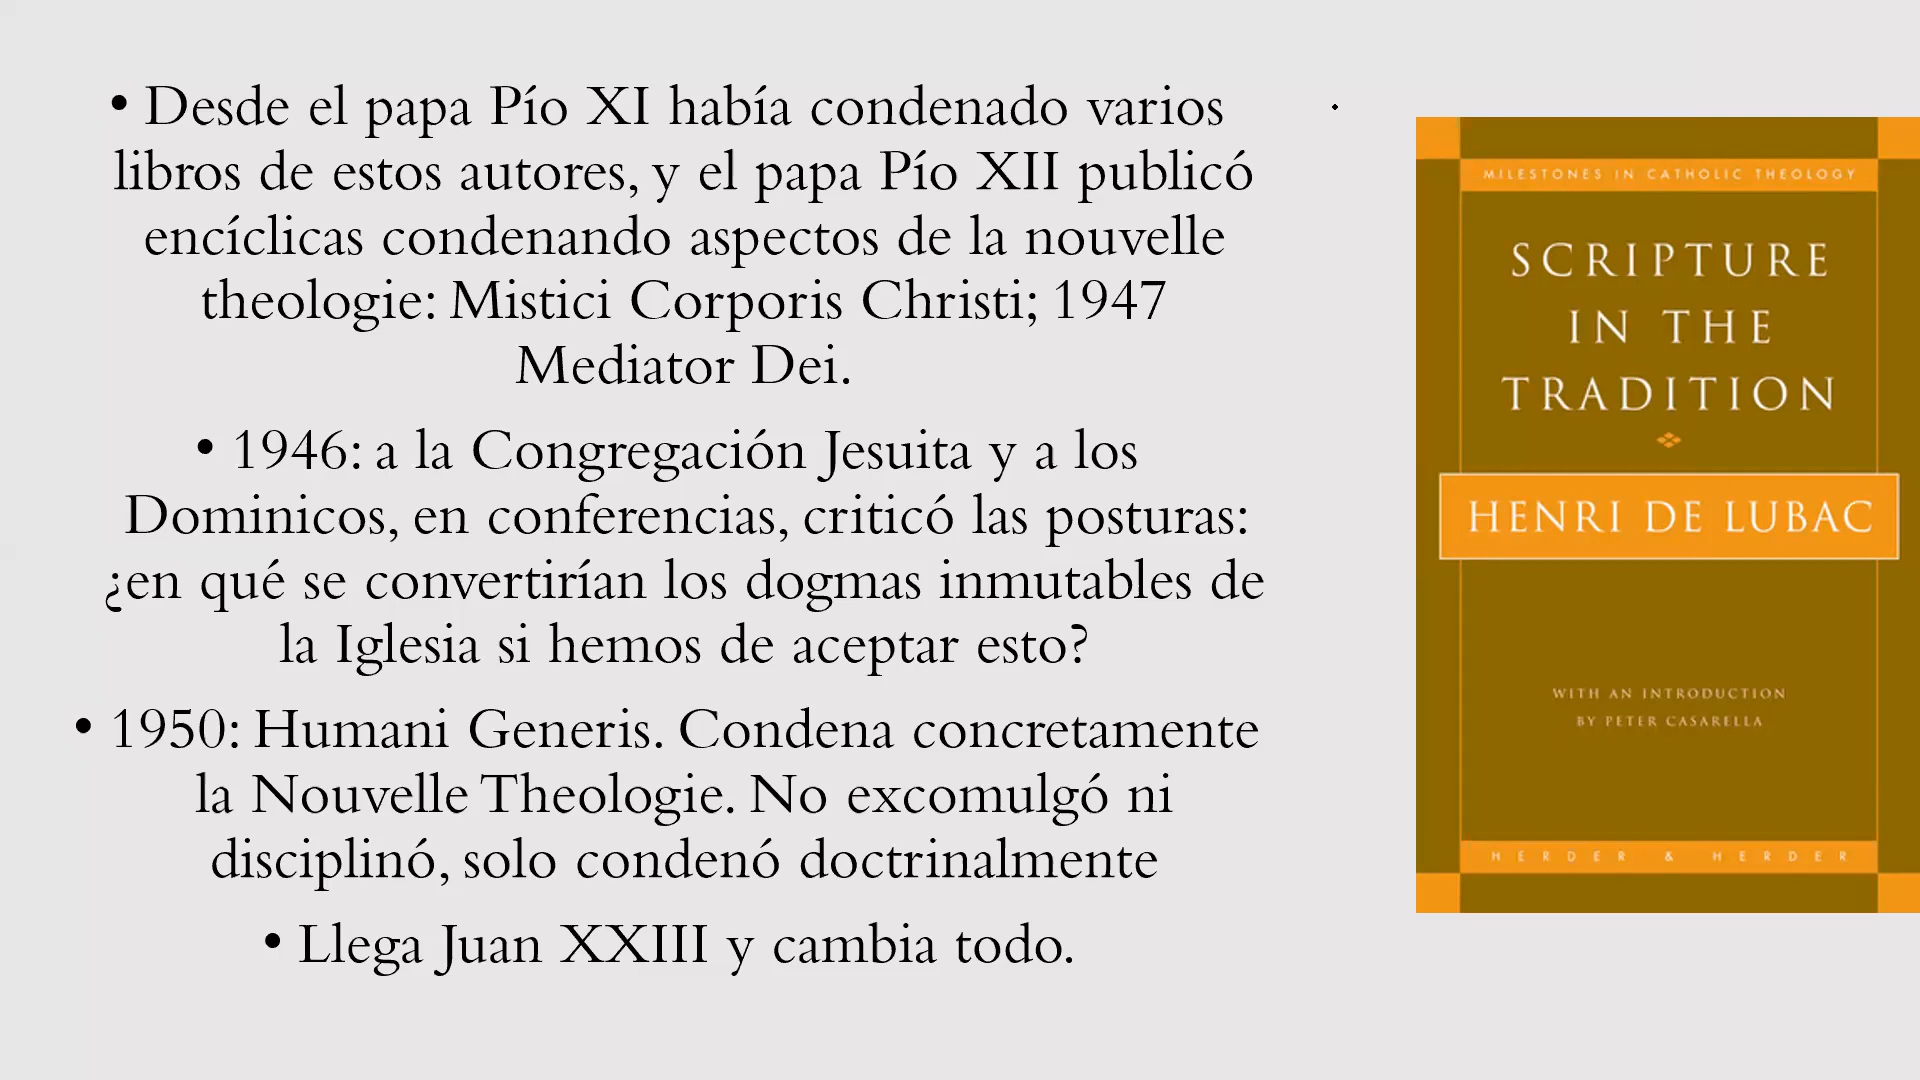 • Desde el papa Pío XI había condenado varios
libros de estos autores, y el papa Pío XII publicó
encíclicas condenando aspectos de la nouvelle
theologie: Mistici Corporis Christi; 1947
Mediator Dei.
• 1946: a la Congregación Jesuita y a los
Dominicos, en conferencias, criticó las posturas:
¿en qué se convertirían los dogmas inmutables de
la Iglesia si hemos de aceptar esto?
• 1950: Humani Generis. Condena concretamente
la Nouvelle Theologie. No excomulgó ni
disciplinó, solo condenó doctrinalmente
• Llega Juan XXIII y cambia todo.
.
MILESTONES IN CATHOLIC THEOLOGY
SCRIPTURE
IN THE
TRADITION
HENRI DE LUBAC
WITH AN INTRODUCTION
BY PETER CASARELLA
HERDER & HERDER